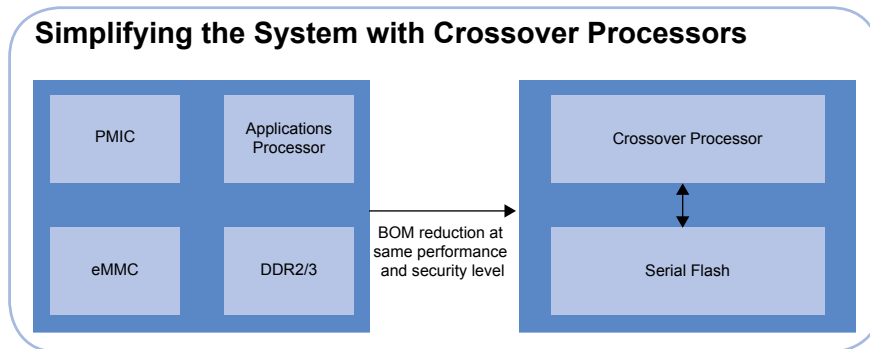 Simplifying the System with Crossover Processors
PMIC
Applications
Processor
eMMC
DDR2/3
BOM reduction at
same performance
and security level
Crossover Processor
Serial Flash